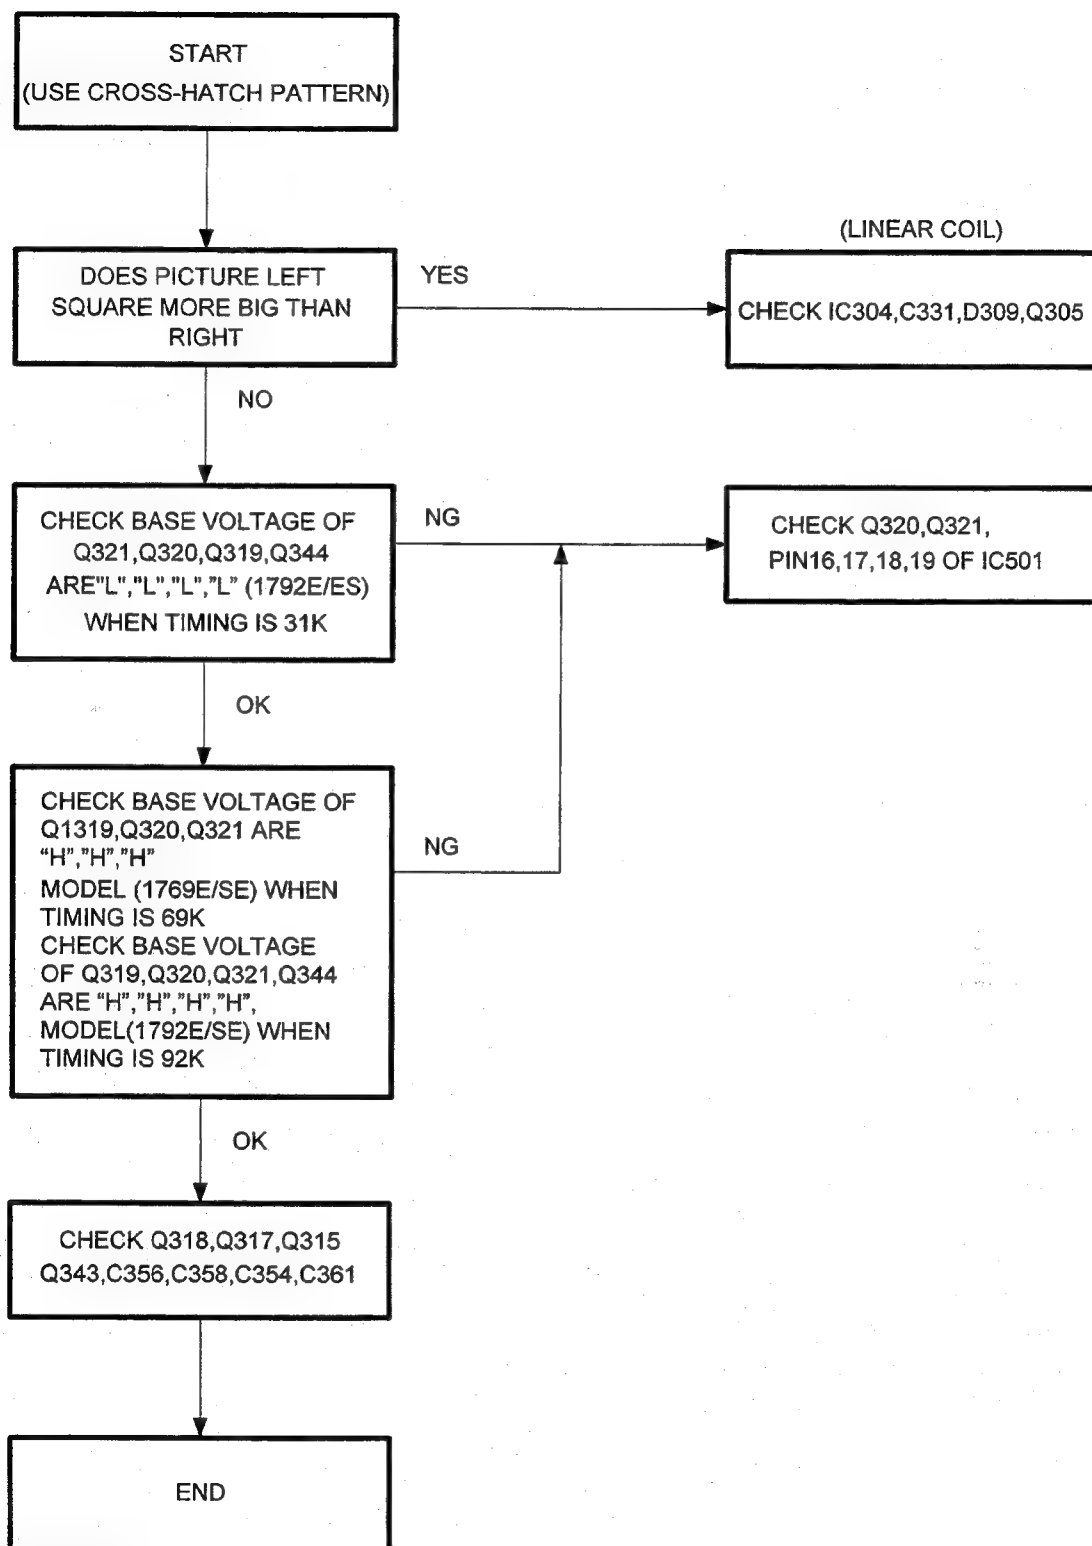 START
(USE CROSS-HATCH PATTERN)
DOES PICTURE LEFT
SQUARE MORE BIG THAN
RIGHT
YES
(LINEAR COIL)
CHECK IC304,C331,D309,Q305
NO
CHECK BASE VOLTAGE OF
Q321,Q320,Q319,Q344
ARE"L","L","L","L" (1792E/ES)
WHEN TIMING IS 31K
NG
CHECK Q320,Q321,
PIN16,17,18,19 OF IC501
OK
CHECK BASE VOLTAGE OF
Q1319,Q320,Q321 ARE
“H”,”H”,”H”
MODEL (1769E/SE) WHEN
TIMING IS 69K
CHECK BASE VOLTAGE
OF Q319,Q320,Q321,Q344
ARE “H”,”H”,”H”,”H”,
MODEL(1792E/SE) WHEN
TIMING IS 92K
NG
OK
CHECK Q318,Q317,Q315
Q343,C356,C358,C354,C361
END